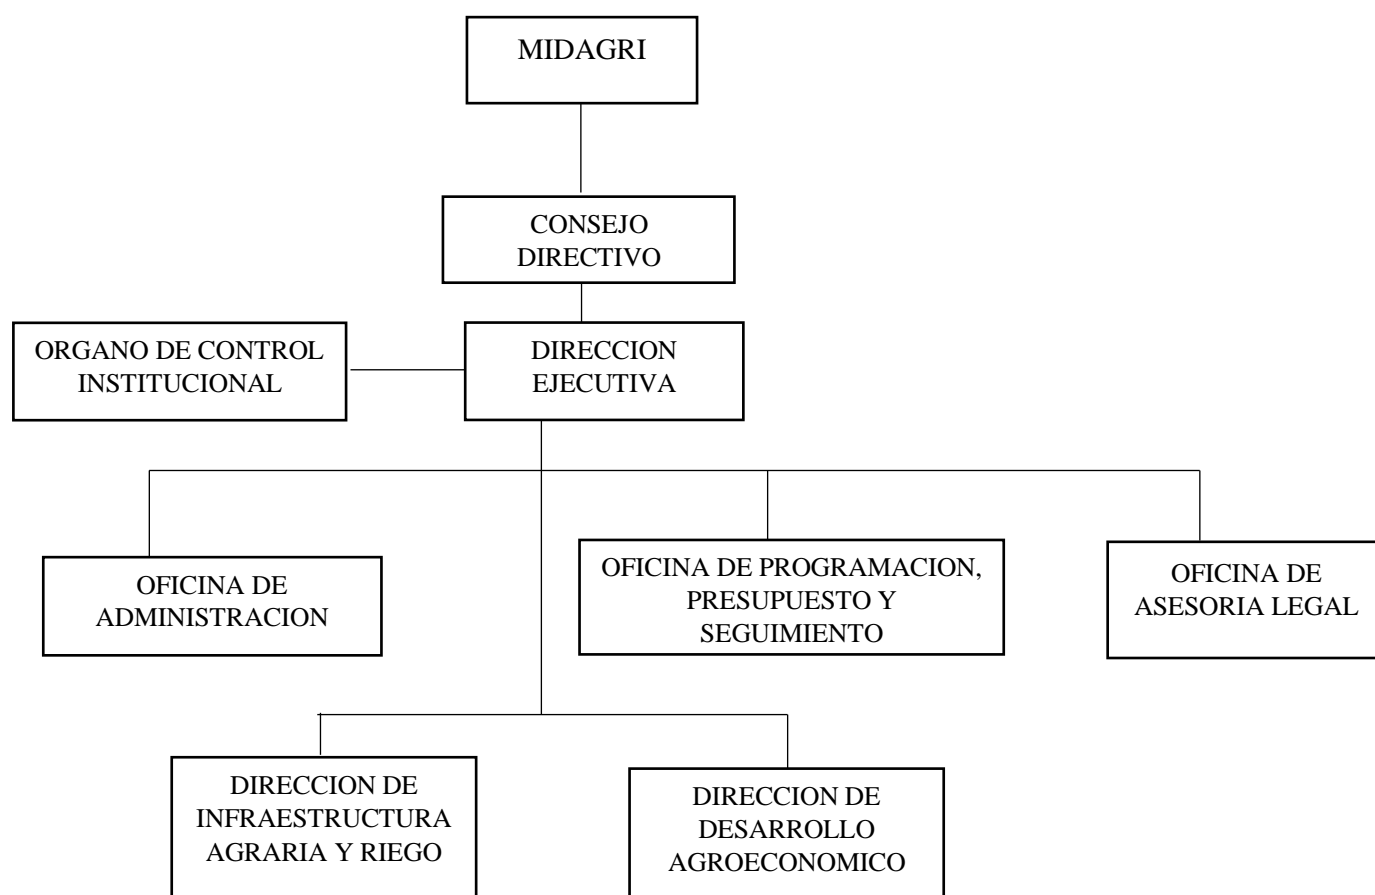 MIDAGRI
CONSEJO
DIRECTIVO
ORGANO DE CONTROL
INSTITUCIONAL
DIRECCION
EJECUTIVA
OFICINA DE
ADMINISTRACION
OFICINA DE PROGRAMACION,
PRESUPUESTO Y
SEGUIMIENTO
OFICINA DE
ASESORIA LEGAL
DIRECCION DE
INFRAESTRUCTURA
AGRARIA Y RIEGO
DIRECCION DE
DESARROLLO
AGROECONOMICO